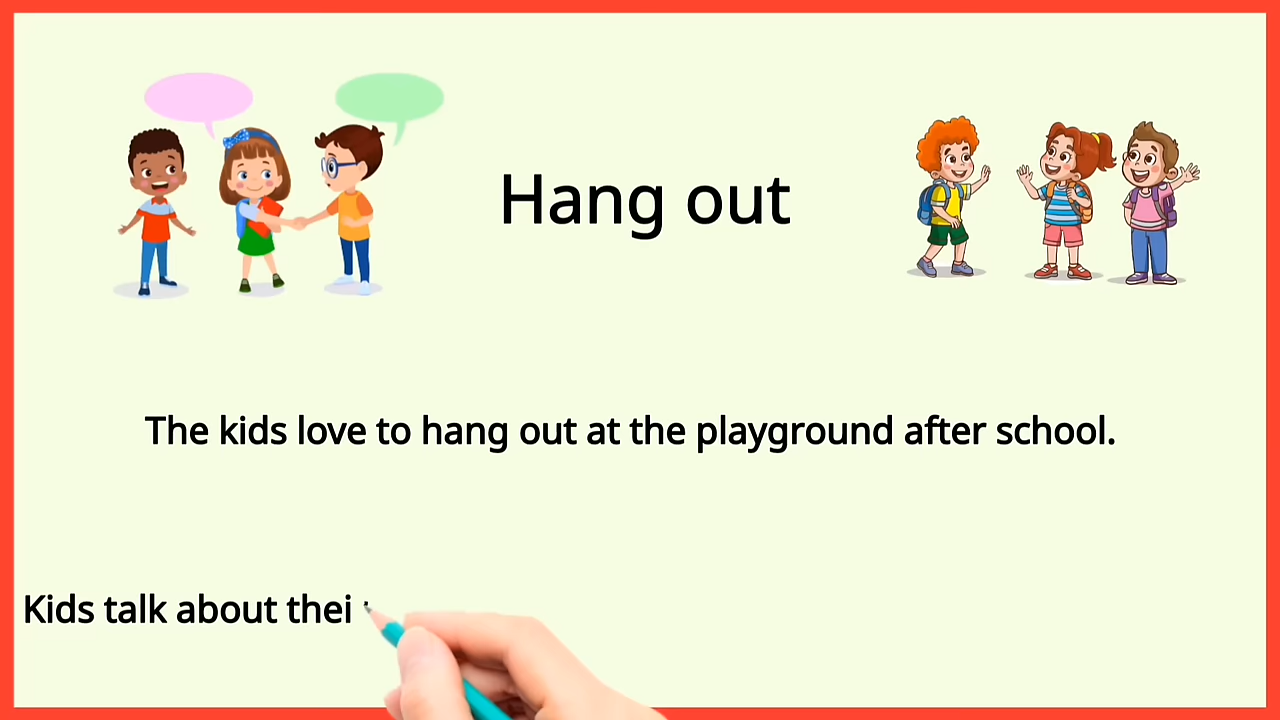 Hang out
The kids love to hang out at the playground after school.
Kids talk about thei